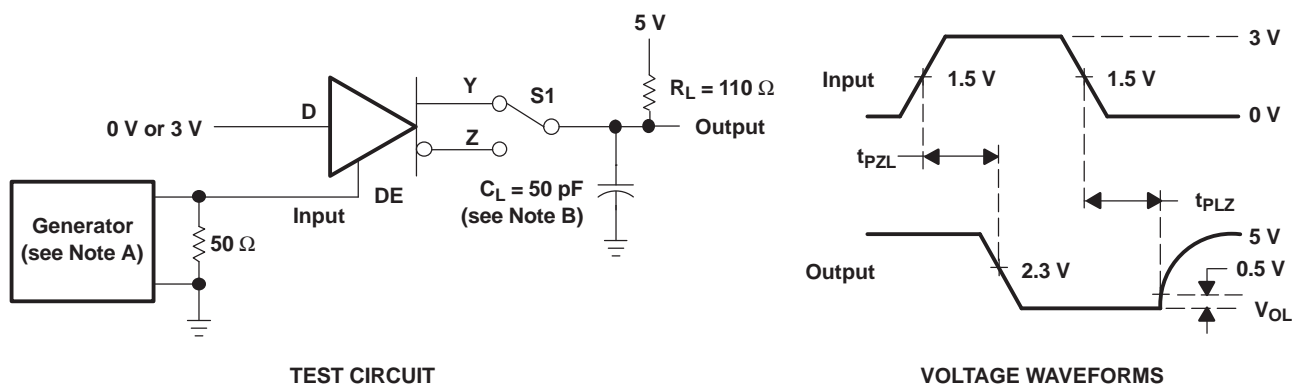 5 V
R_L = 110 Ω
Y
S1
D
0 V or 3 V
Output
Z
DE
C_L = 50 pF
(see Note B)
Input
Generator
(see Note A)
50 Ω
TEST CIRCUIT
3 V
Input
1.5 V
1.5 V
0 V
t_PZL
t_PLZ
5 V
Output
2.3 V
0.5 V
V_OL
VOLTAGE WAVEFORMS